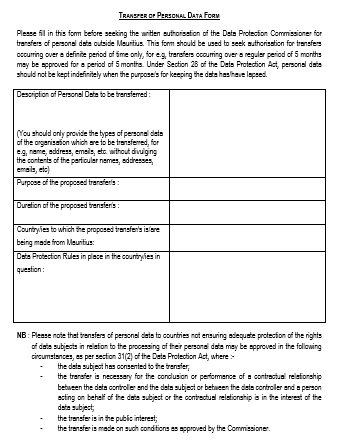 TRANSFER OF PERSONAL DATA FORM
Please fill in this form before seeking the written authorisation of the Data Protection Commissioner for
transfers of personal data outside Mauritius. This form should be used to seek authorisation for transfers
occurring over a definite period of time only, for e.g, transfers occurring over a regular period of 5 months
may be approved for a period of 5 months. Under Section 28 of the Data Protection Act, personal data
should not be kept indefinitely when the purpose/s for keeping the data has/have lapsed.
Description of Personal Data to be transferred :
(You should only provide the types of personal data
of the organisation which are to be transferred, for
e.g, name, address, emails, etc. without divulging
the contents of the particular names, addresses,
emails, etc)
Purpose of the proposed transfer/s :
Duration of the proposed transfer/s :
Country/ies to which the proposed transfer/s is/are
being made from Mauritius:
Data Protection Rules in place in the country/ies in
question :
NB : Please note that transfers of personal data to countries not ensuring adequate protection of the rights
of data subjects in relation to the processing of their personal data may be approved in the following
circumstances, as per section 31(2) of the Data Protection Act, where :-
- the data subject has consented to the transfer;
- the transfer is necessary for the conclusion or performance of a contractual relationship
between the data controller and the data subject or between the data controller and a person
acting on behalf of the data subject or the contractual relationship is in the interest of the
data subject;
- the transfer is in the public interest;
- the transfer is made on such conditions as approved by the Commissioner.